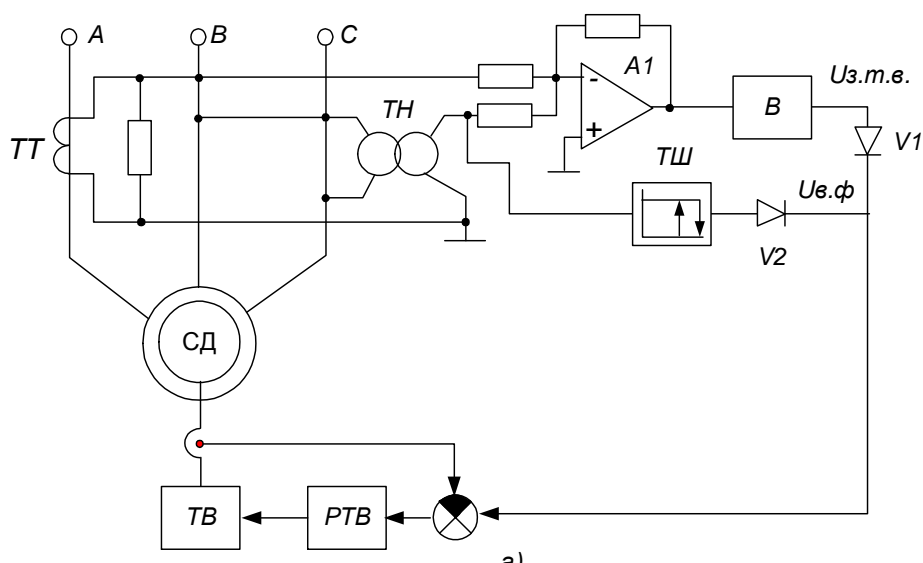 A
B
C
A1
-
+
Uз.т.в.
В
V1
ТН
ТТ
ТШ
Uв.ф
V2
СД
ТВ
РТВ
а)